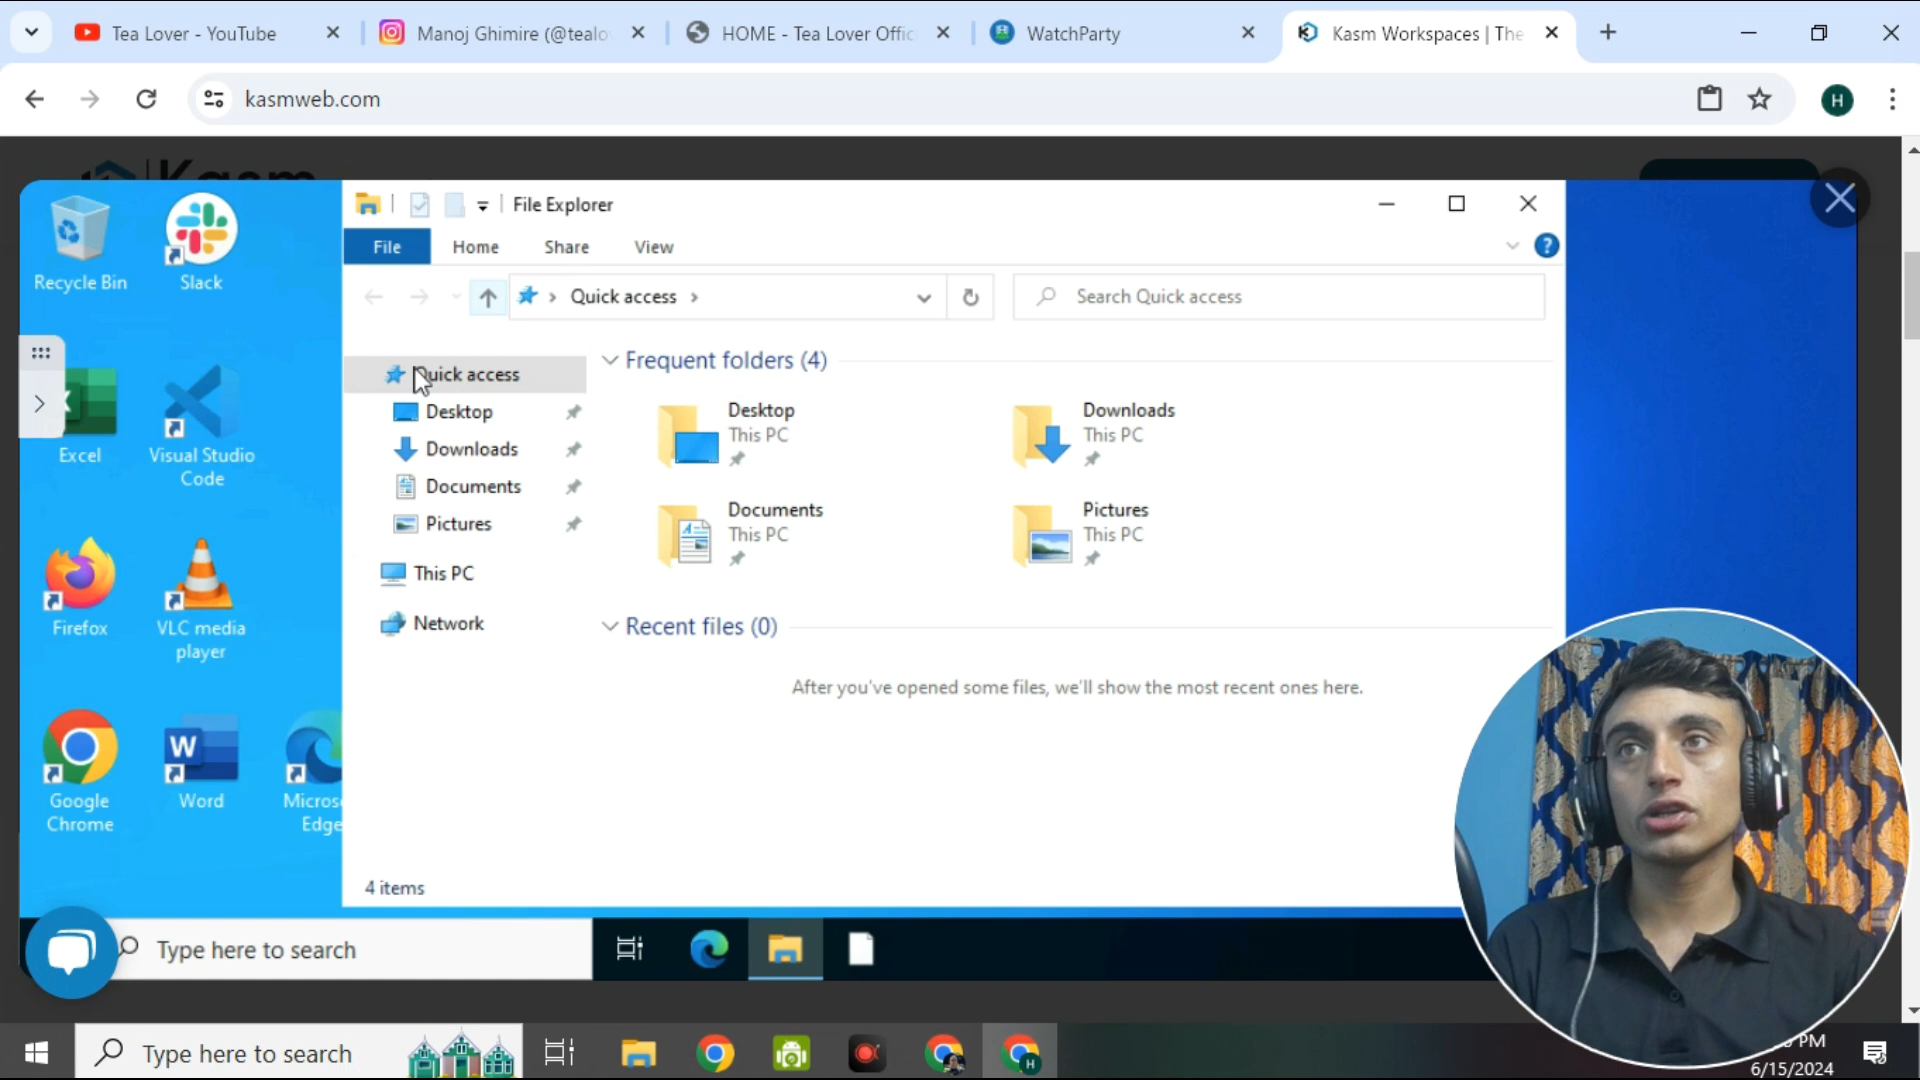 Tea Lover - YouTube
Manoj Ghimire (@tealo
HOME - Tea Lover Offic
WatchParty
Kasm Workspaces | The
kasmweb.com
H
Kasm
Recycle Bin
Slack
File Explorer
File
Home
Share
View
?
Quick access
Search Quick access
Quick access
Desktop
Downloads
Documents
Pictures
This PC
Network
Frequent folders (4)
Desktop
This PC
Downloads
This PC
Documents
This PC
Pictures
This PC
Recent files (0)
After you've opened some files, we'll show the most recent ones here.
4 items
Excel
Visual Studio
Code
Firefox
VLC media
player
Google
Chrome
W
Word
Micros
Edge
Type here to search
Type here to search
H
PM
6/15/2024